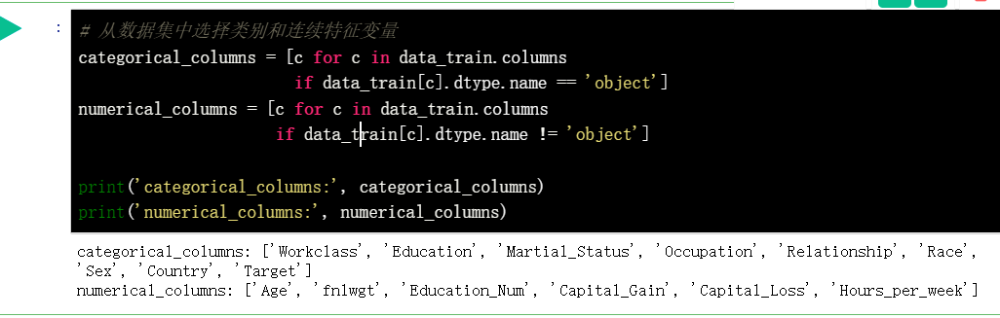 :
# 从数据集中选择类别和连续特征变量
categorical_columns = [c for c in data_train.columns
if data_train[c].dtype.name == 'object']
numerical_columns = [c for c in data_train.columns
if data_train[c].dtype.name != 'object']
print('categorical_columns:', categorical_columns)
print('numerical_columns:', numerical_columns)
categorical_columns: ['Workclass', 'Education', 'Martial_Status', 'Occupation', 'Relationship', 'Race',
'Sex', 'Country', 'Target']
numerical_columns: ['Age', 'fnlwgt', 'Education_Num', 'Capital_Gain', 'Capital_Loss', 'Hours_per_week']